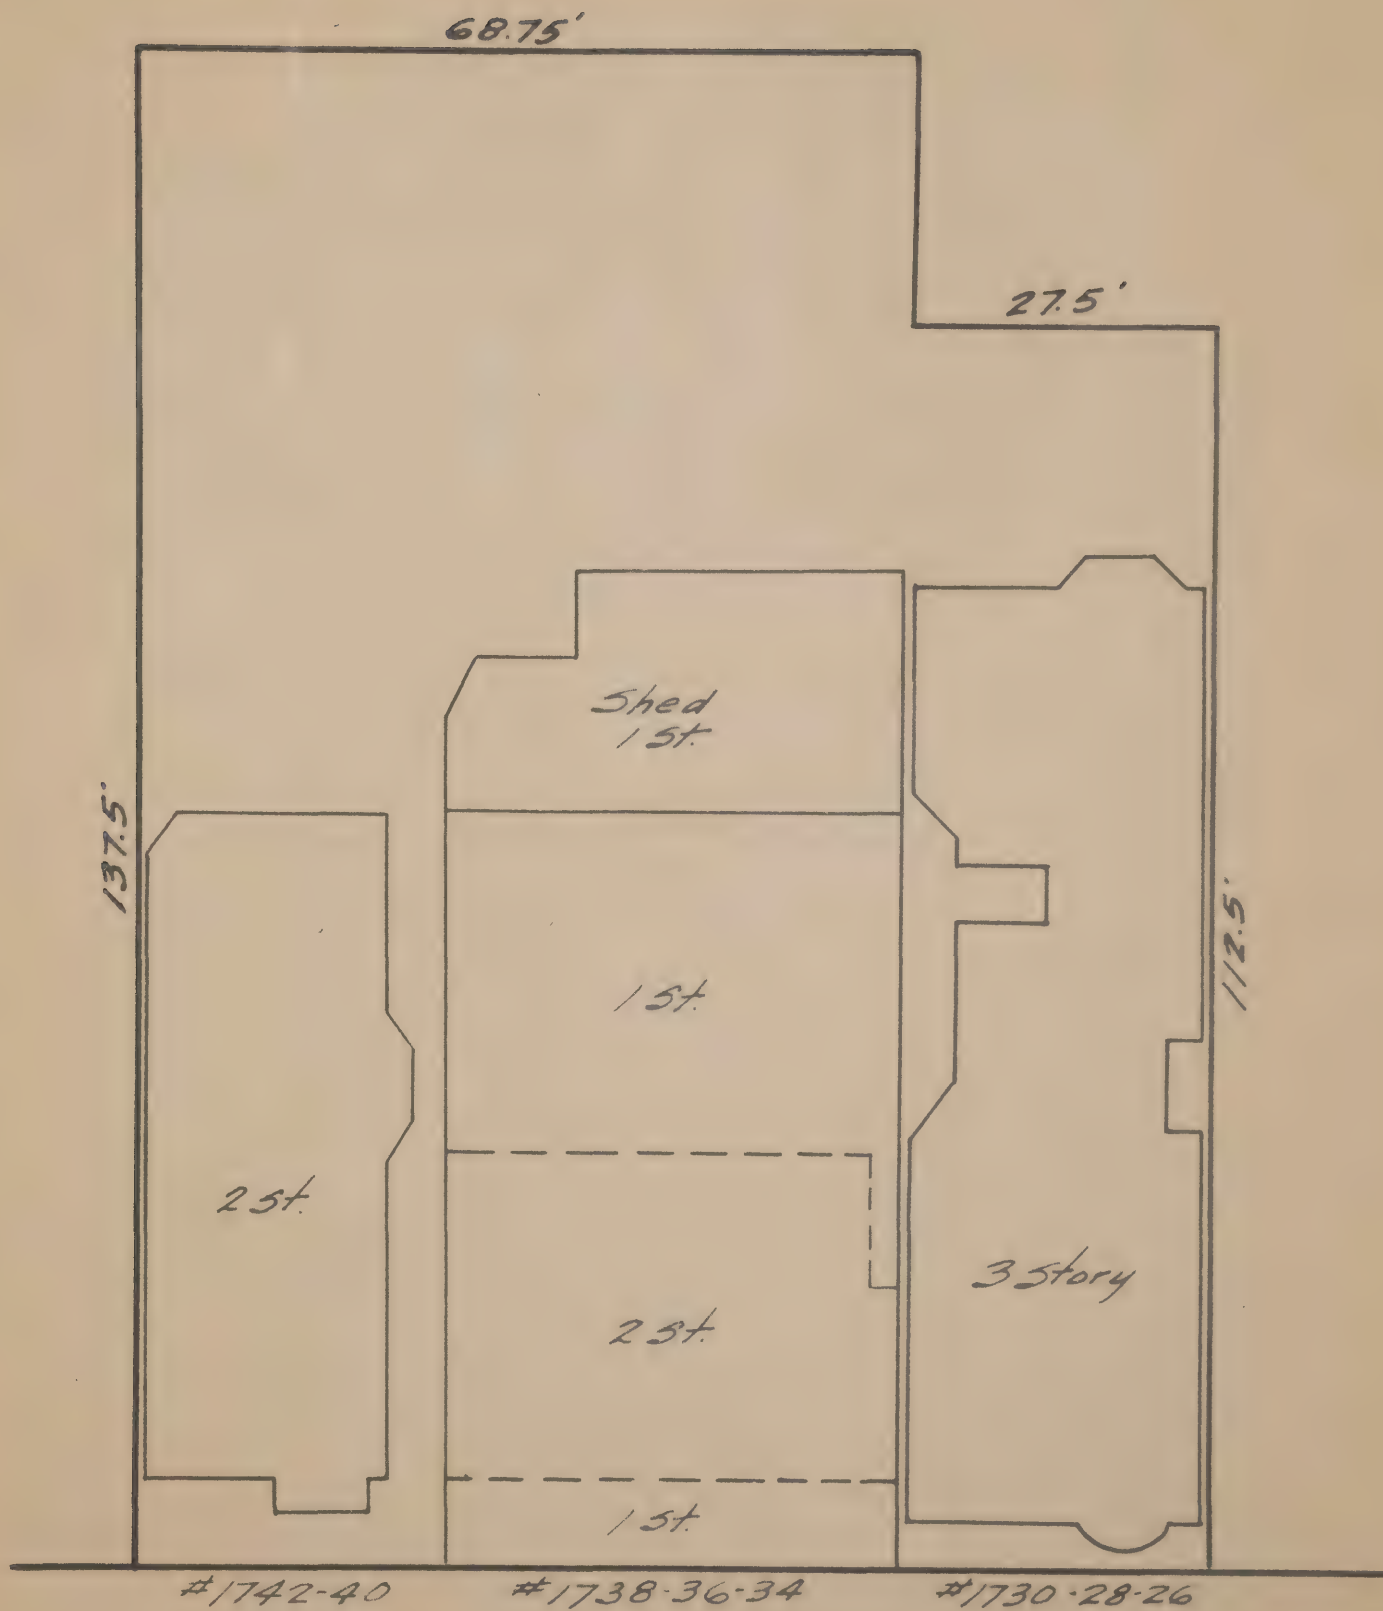 68.75'
27.5'
Shed
1 St.
137.5'
112.5'
1 St.
2 St.
3 Story
2 St.
1 St.
#1742-40
#1738-36-34
#1730-28-26